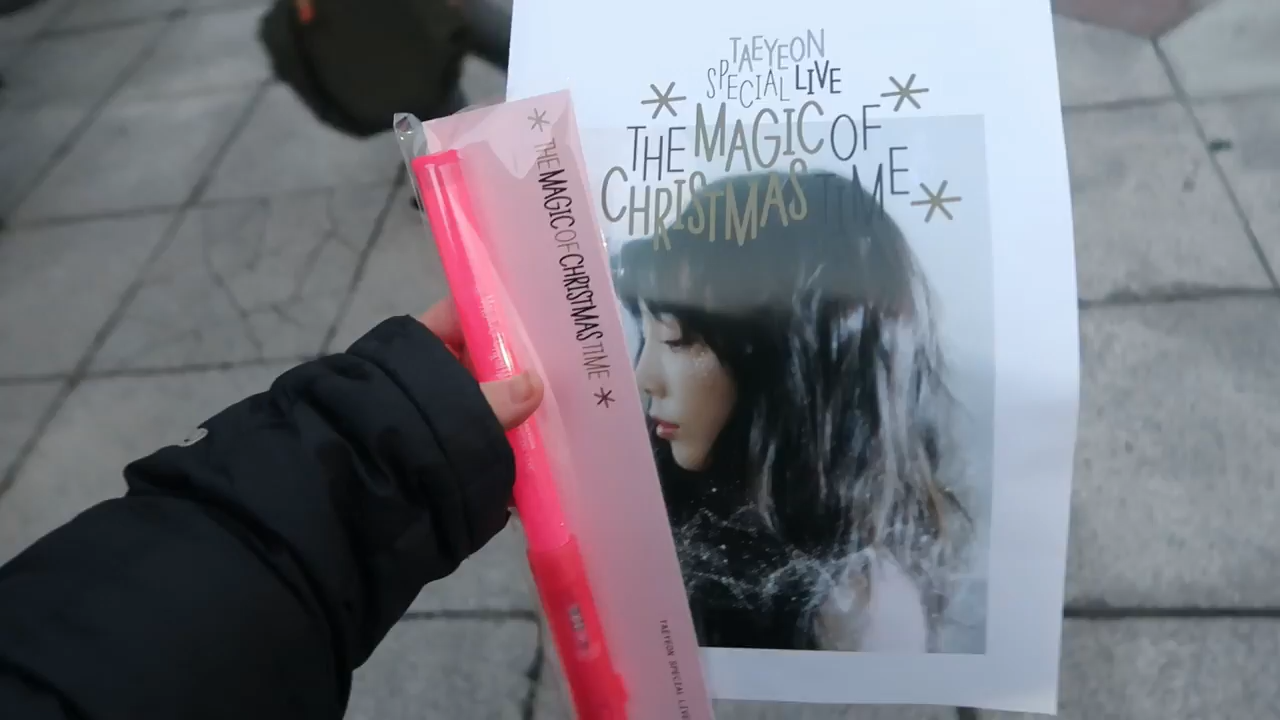 TAEYEON
SPECIAL LIVE
THE MAGIC OF
CHRISTMAS TIME
THE MAGIC OF CHRISTMAS TIME
TAEYEON SPECIAL LIVE